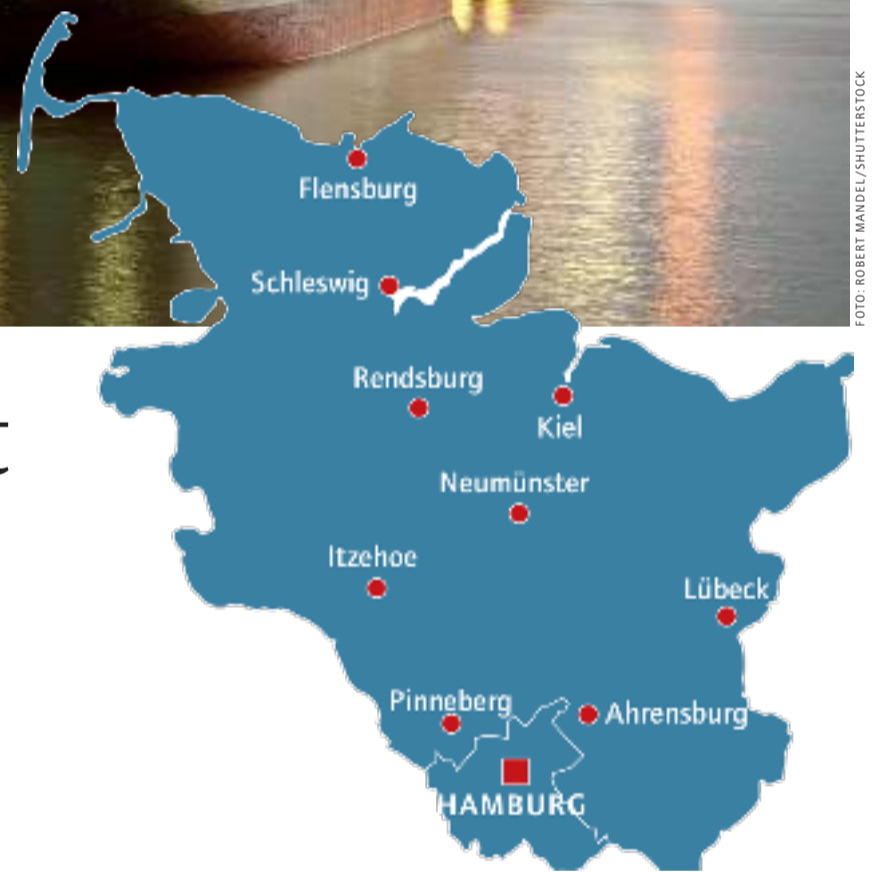 FOTO: ROBERT MANDEL/SHUTTERSTOCK
Flensburg
Schleswig
Rendsburg
Kiel
t
Neumünster
Itzehoe
Lübeck
Pinneberg
Ahrensburg
HAMBURG